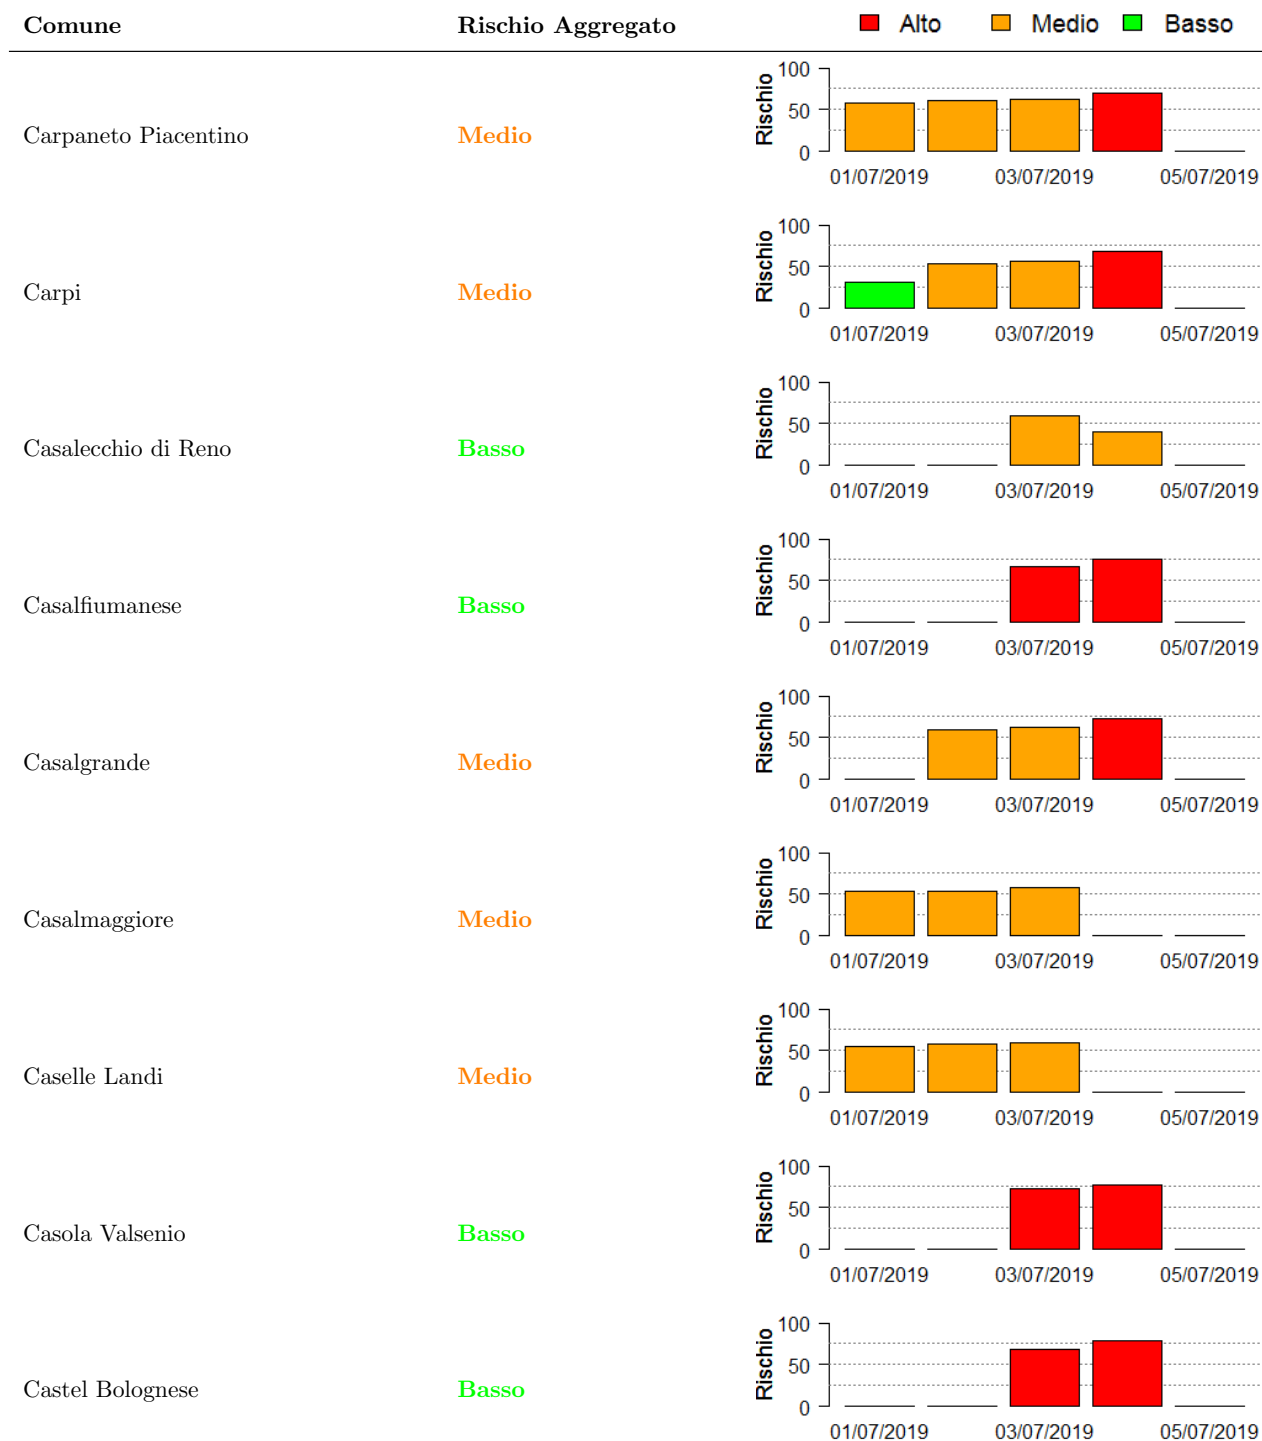 Comune Rischio Aggregato Alto Medio Basso
100
50
0
Rischio
Carpaneto Piacentino Medio
01/07/2019 03/07/2019 05/07/2019
100
50
0
Rischio
Carpi Medio
01/07/2019 03/07/2019 05/07/2019
100
50
0
Rischio
Casalecchio di Reno Basso
01/07/2019 03/07/2019 05/07/2019
100
50
0
Rischio
Casalfiumanese Basso
01/07/2019 03/07/2019 05/07/2019
100
50
0
Rischio
Casalgrande Medio
01/07/2019 03/07/2019 05/07/2019
100
50
0
Rischio
Casalmaggiore Medio
01/07/2019 03/07/2019 05/07/2019
100
50
0
Rischio
Caselle Landi Medio
01/07/2019 03/07/2019 05/07/2019
100
50
0
Rischio
Casola Valsenio Basso
01/07/2019 03/07/2019 05/07/2019
100
50
0
Rischio
Castel Bolognese Basso
01/07/2019 03/07/2019 05/07/2019